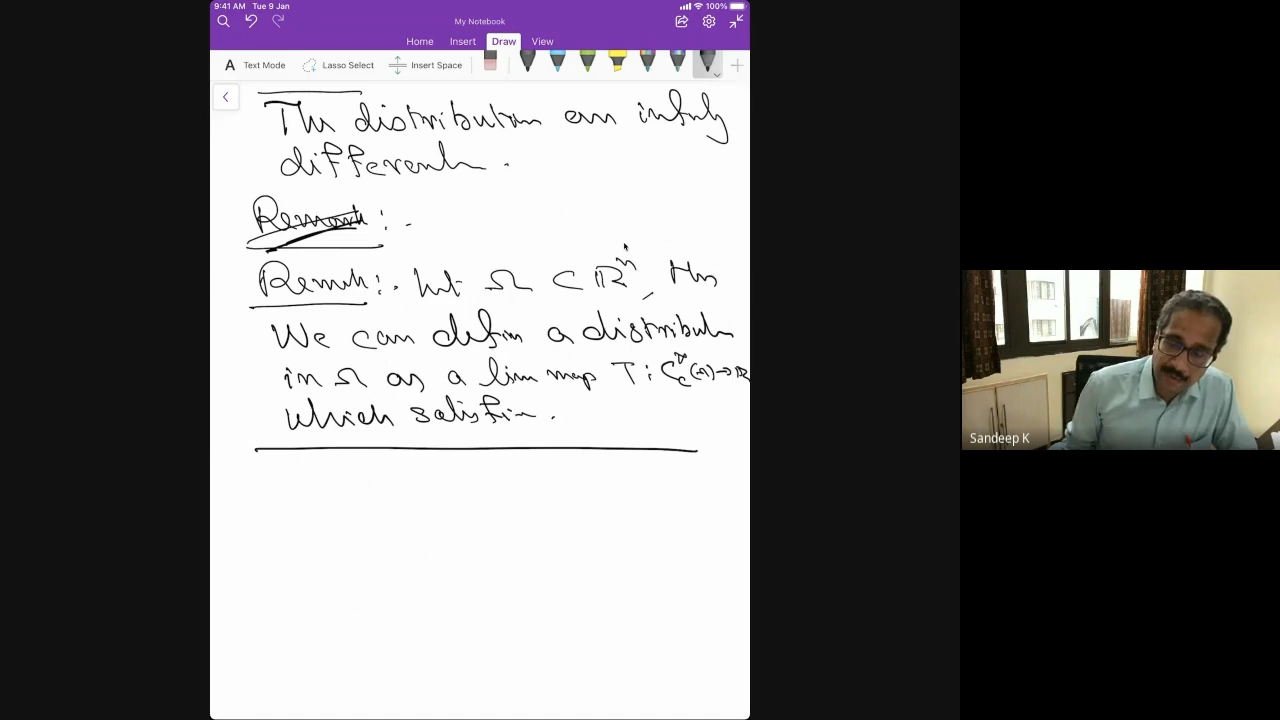 9:41 AM Tue 9 Jan
100%
My Notebook
Home Insert Draw View
A Text Mode Lasso Select Insert Space
The distribution are infinitely
different.
Remark :.
Remark :. Let Ω ⊂ ℝⁿ, then
We can define a distribution
in Ω as a linear map T : C_c^∞(Ω) → ℝ
which satisfies.
Sandeep K